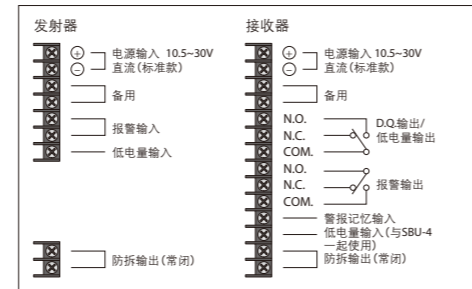 发射器
⊕ 电源输入 10.5~30V
⊖ 直流(标准款)
备用
报警输入
低电量输入
防拆输出(常闭)
接收器
⊕ 电源输入 10.5~30V
⊖ 直流(标准款)
备用
N.O.
N.C.
COM.
D.Q.输出/
低电量输出
N.O.
N.C.
COM.
报警输出
警报记忆输入
低电量输入(与SBU-4
一起使用)
防拆输出(常闭)